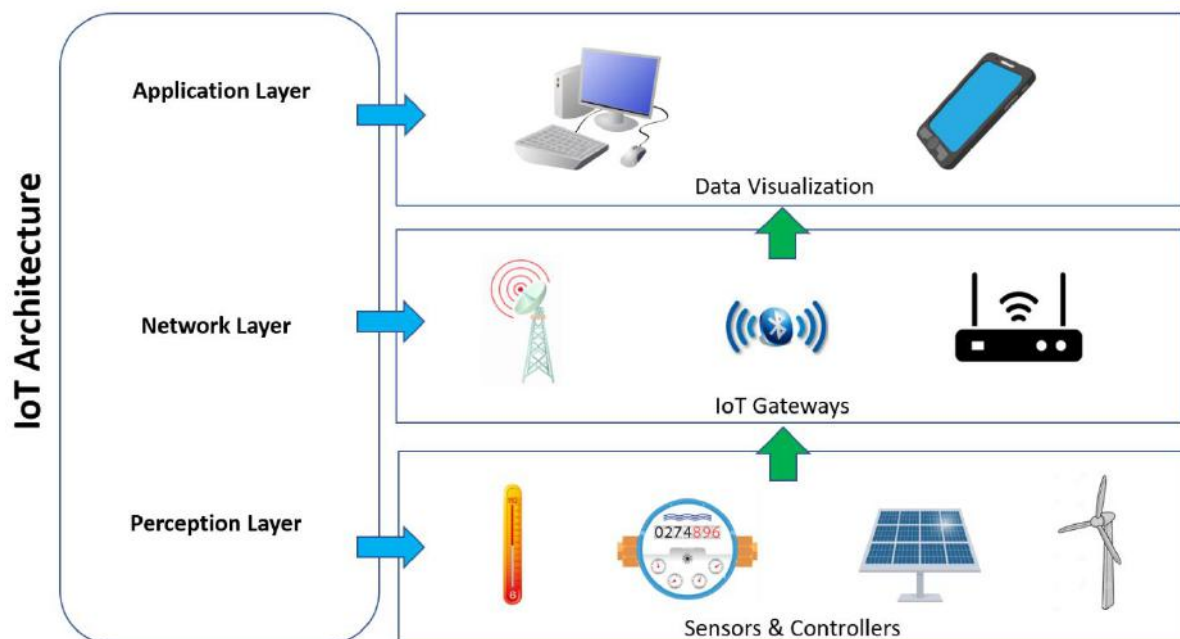 IoT Architecture
Application Layer
Data Visualization
Network Layer
IoT Gateways
Perception Layer
0274896
Sensors & Controllers